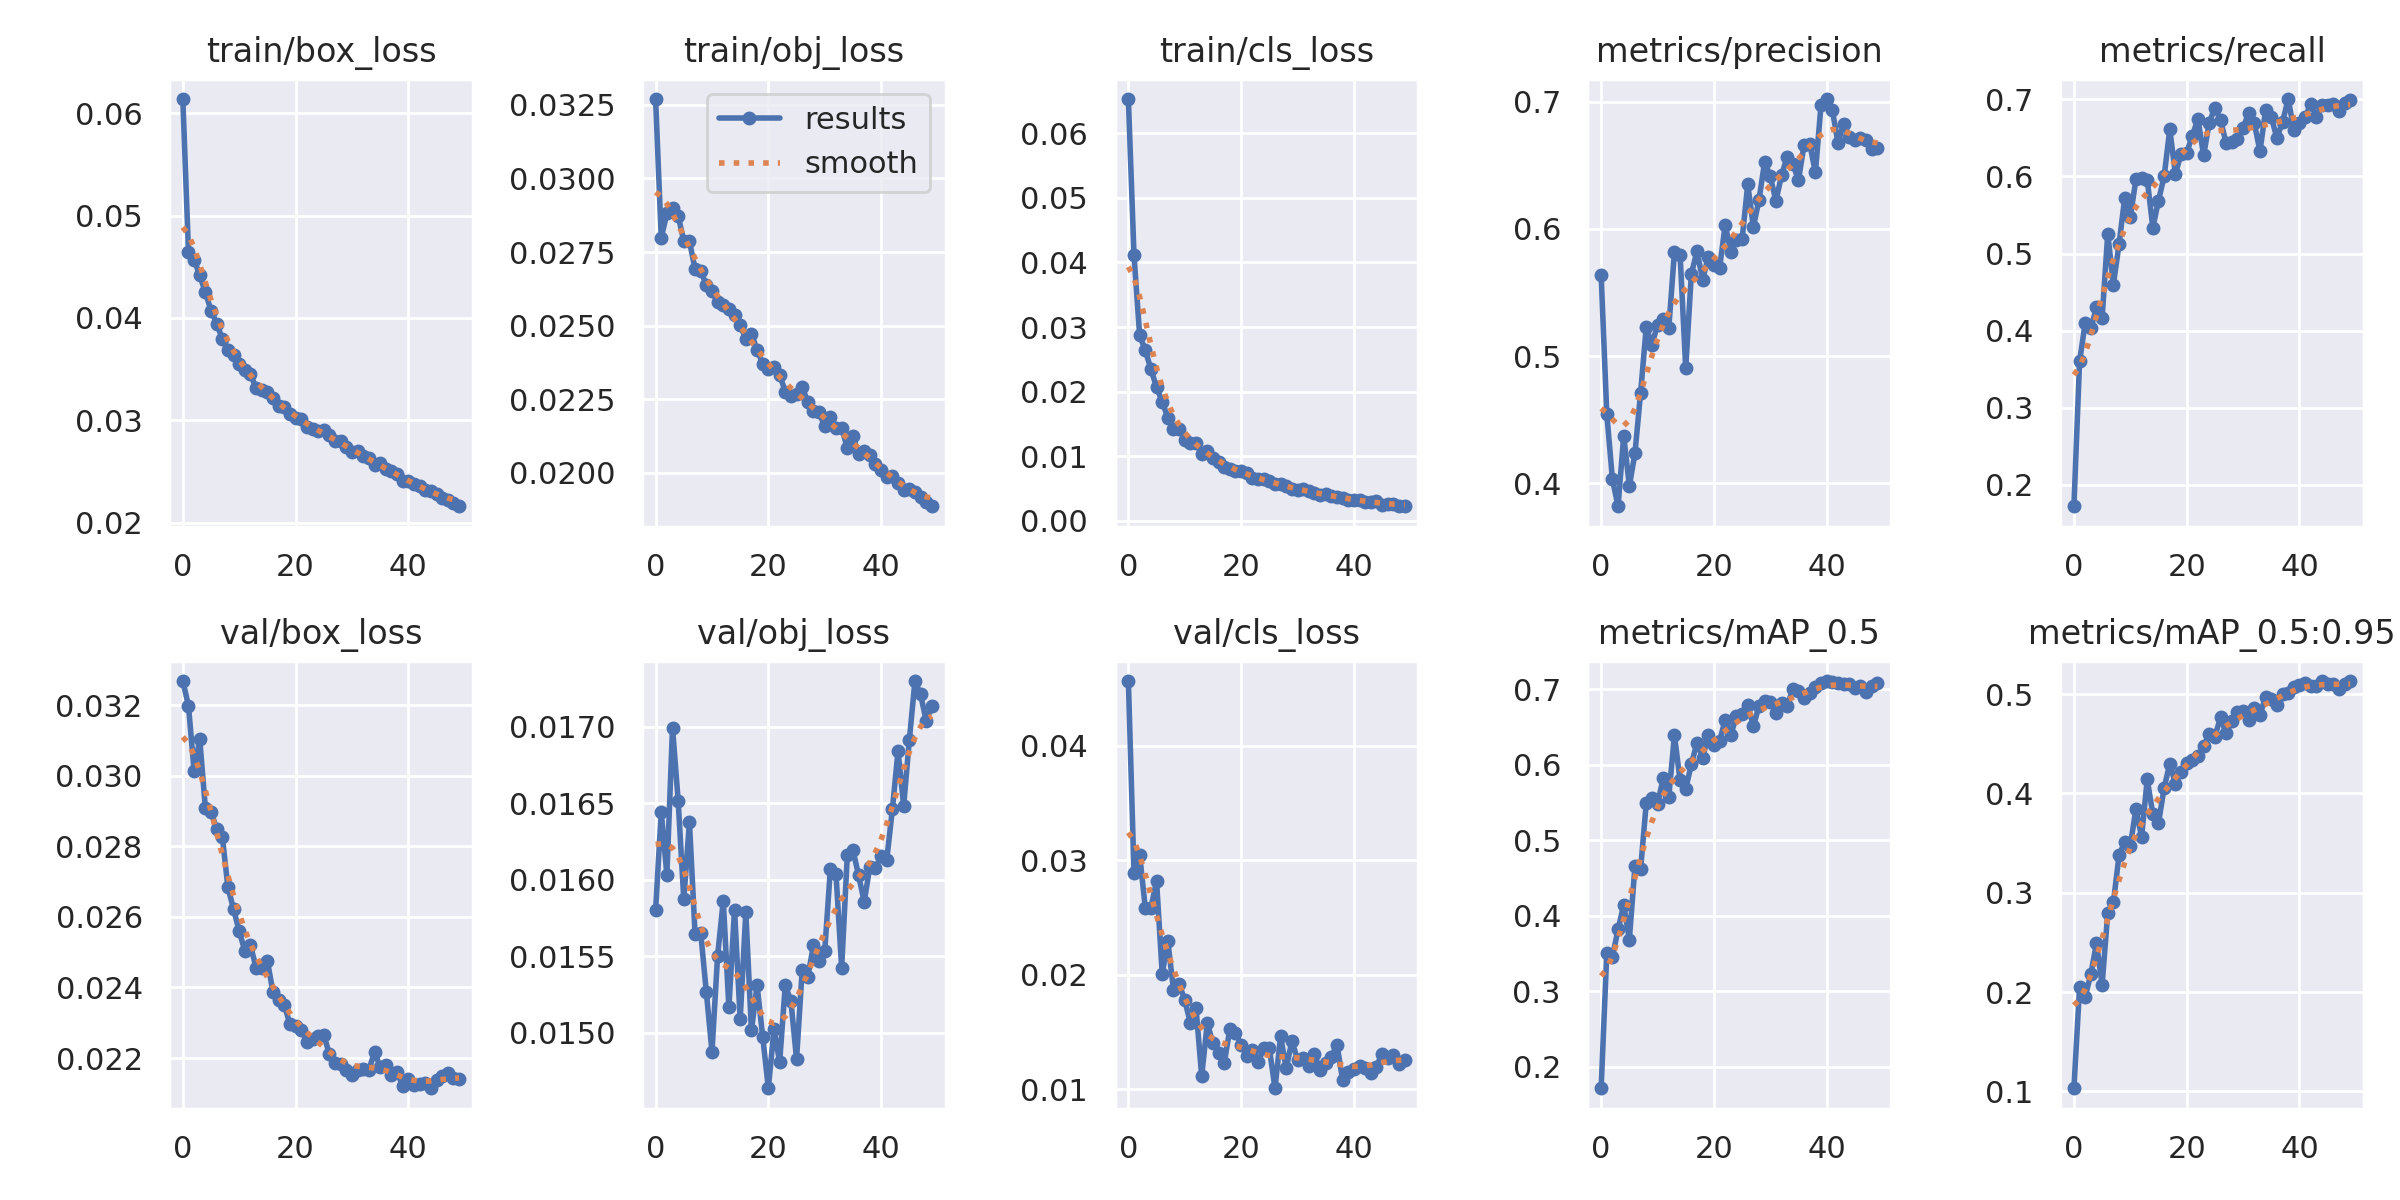 train/box_loss
0.06
0.05
0.04
0.03
0.02
0 20 40
train/obj_loss
results
smooth
0.0325
0.0300
0.0275
0.0250
0.0225
0.0200
0 20 40
train/cls_loss
0.06
0.05
0.04
0.03
0.02
0.01
0.00
0 20 40
metrics/precision
0.7
0.6
0.5
0.4
0 20 40
metrics/recall
0.7
0.6
0.5
0.4
0.3
0.2
0 20 40
val/box_loss
0.032
0.030
0.028
0.026
0.024
0.022
0 20 40
val/obj_loss
0.0170
0.0165
0.0160
0.0155
0.0150
0 20 40
val/cls_loss
0.04
0.03
0.02
0.01
0 20 40
metrics/mAP_0.5
0.7
0.6
0.5
0.4
0.3
0.2
0 20 40
metrics/mAP_0.5:0.95
0.5
0.4
0.3
0.2
0.1
0 20 40